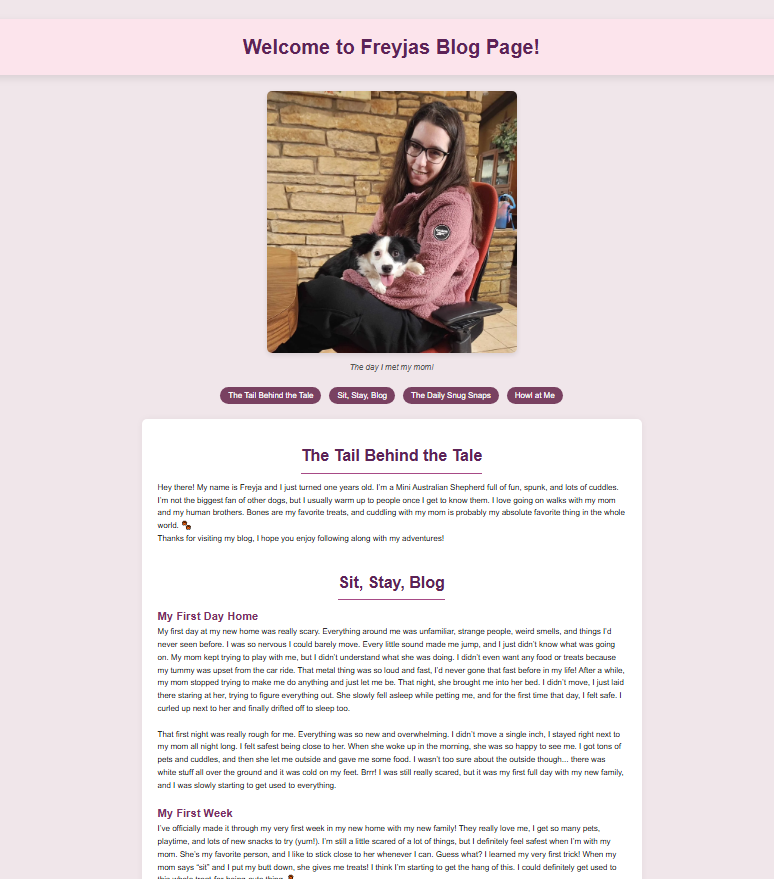 Welcome to Freyjas Blog Page!
The day I met my mom!
The Tail Behind the Tale
Sit, Stay, Blog
The Daily Snug Snaps
Howl at Me
The Tail Behind the Tale
Hey there! My name is Freyja and I just turned one years old. I'm a Mini Australian Shepherd full of fun, spunk, and lots of cuddles.
I'm not the biggest fan of other dogs, but I usually warm up to people once I get to know them. I love going on walks with my mom
and my human brothers. Bones are my favorite treats, and cuddling with my mom is probably my absolute favorite thing in the whole
world. 🐾
Thanks for visiting my blog, I hope you enjoy following along with my adventures!
Sit, Stay, Blog
My First Day Home
My first day at my new home was really scary. Everything around me was unfamiliar, strange people, weird smells, and things I'd
never seen before. I was so nervous I could barely move. Every little sound made me jump, and I just didn't know what was going
on. My mom kept trying to play with me, but I didn't understand what she was doing. I didn't even want any food or treats because
my tummy was upset from the car ride. That metal thing was so loud and fast, I'd never gone that fast before in my life! After a while,
my mom stopped trying to make me do anything and just let me be. That night, she brought me into her bed. I didn't move, I just laid
there staring at her, trying to figure everything out. She slowly fell asleep while petting me, and for the first time that day, I felt safe. I
curled up next to her and finally drifted off to sleep too.
That first night was really rough for me. Everything was so new and overwhelming. I didn't move a single inch, I stayed right next to
my mom all night long. I felt safest being close to her. When she woke up in the morning, she was so happy to see me. I got tons of
pets and cuddles, and then she let me outside and gave me some food. I wasn't too sure about the outside though... there was
white stuff all over the ground and it was cold on my feet. Brrr! I was still really scared, but it was my first full day with my new family,
and I was slowly starting to get used to everything.
My First Week
I've officially made it through my very first week in my new home with my new family! They really love me, I get so many pets,
playtime, and lots of new snacks to try (yum!). I'm still a little scared of a lot of things, but I definitely feel safest when I'm with my
mom. She's my favorite person, and I like to stick close to her whenever I can. Guess what? I learned my very first trick! When my
mom says "sit" and I put my butt down, she gives me treats! I think I'm starting to get the hang of this. I could definitely get used to